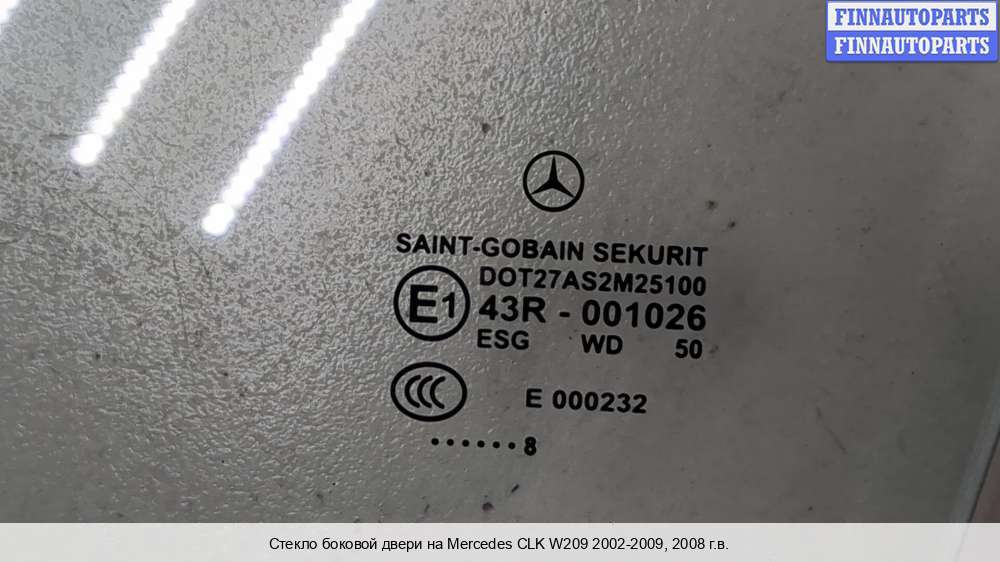 FINNAUTOPARTS
FINNAUTOPARTS
SAINT-GOBAIN SEKURIT
DOT27AS2M25100
E1 43R - 001026
ESG WD 50
CCC E 000232
......8
Стекло боковой двери на Mercedes CLK W209 2002-2009, 2008 г.в.